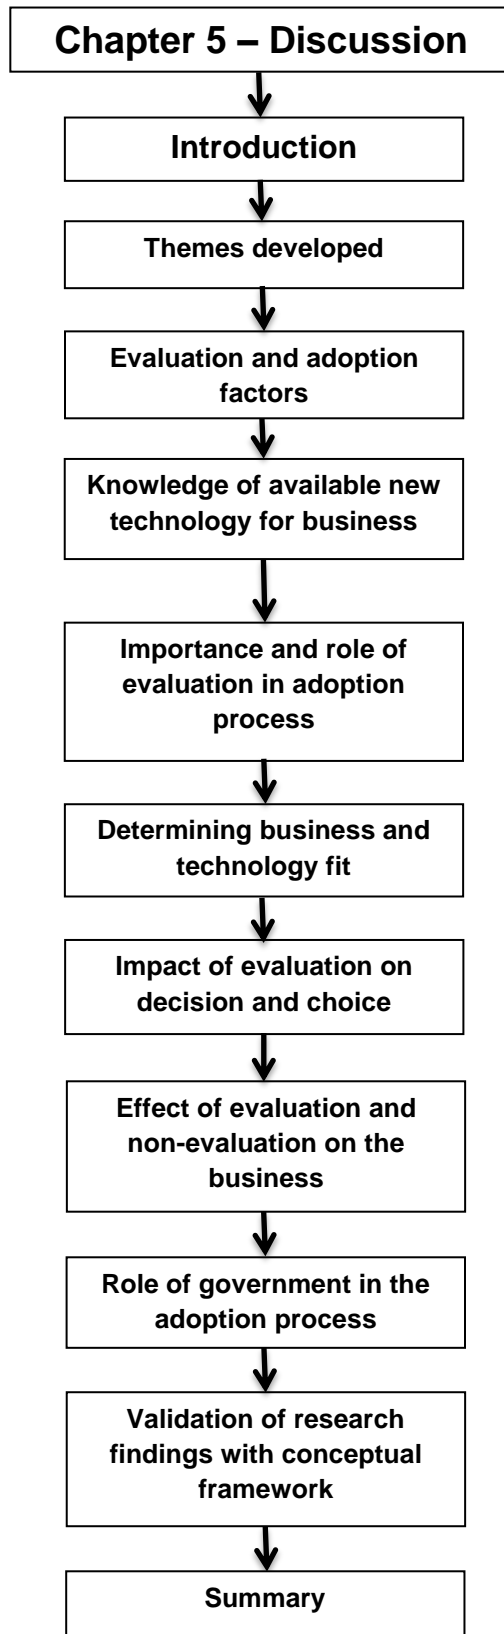 Chapter 5 – Discussion
Introduction
Themes developed
Evaluation and adoption
factors
Knowledge of available new
technology for business
Importance and role of
evaluation in adoption
process
Determining business and
technology fit
Impact of evaluation on
decision and choice
Effect of evaluation and
non-evaluation on the
business
Role of government in the
adoption process
Validation of research
findings with conceptual
framework
Summary